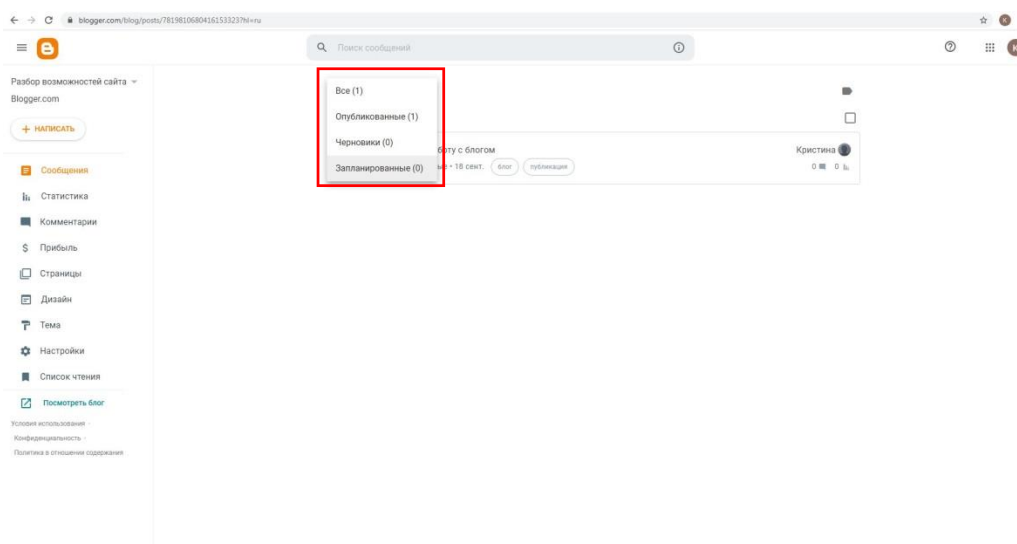 blogger.com/blog/posts/7819810680416153323?hl=ru
K
Поиск сообщений
Разбор возможностей сайта
Blogger.com
+ НАПИСАТЬ
Сообщения
Статистика
Комментарии
Прибыль
Страницы
Дизайн
Тема
Настройки
Список чтения
Посмотреть блог
Условия использования ·
Конфиденциальность ·
Политика в отношении содержания
Все (1)
Опубликованные (1)
Черновики (0)
Запланированные (0)
с блогом
• 18 сент. блог публикация
Кристина
0 0